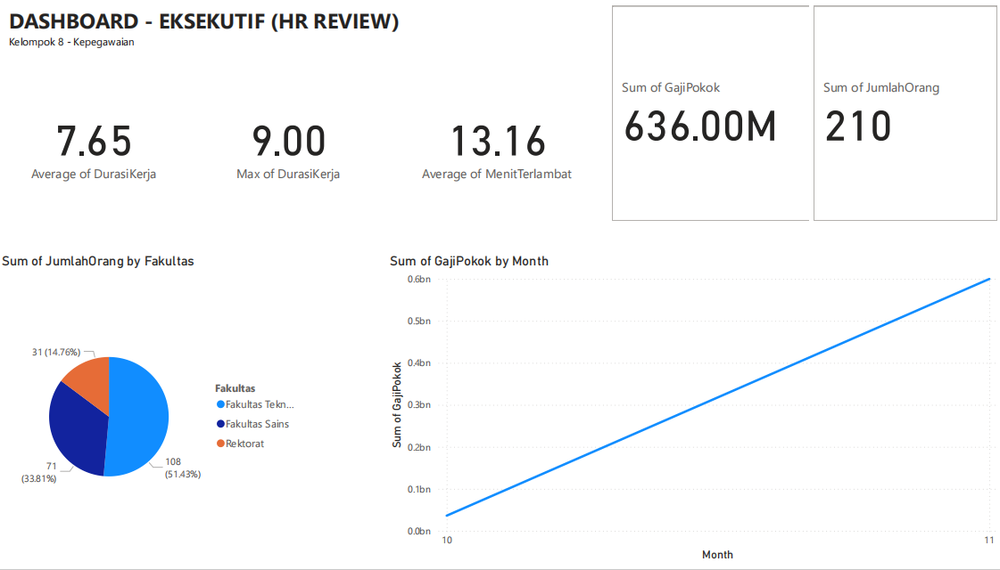 DASHBOARD - EKSEKUTIF (HR REVIEW)
Kelompok 8 - Kepegawaian
7.65
Average of DurasiKerja
9.00
Max of DurasiKerja
13.16
Average of MenitTerlambat
Sum of GajiPokok
636.00M
Sum of JumlahOrang
210
Sum of JumlahOrang by Fakultas
31 (14.76%)
71
(33.81%)
108
(51.43%)
Fakultas
Fakultas Tekn...
Fakultas Sains
Rektorat
Sum of GajiPokok by Month
0.6bn
0.5bn
0.4bn
0.3bn
0.2bn
0.1bn
0.0bn
Sum of GajiPokok
10
11
Month